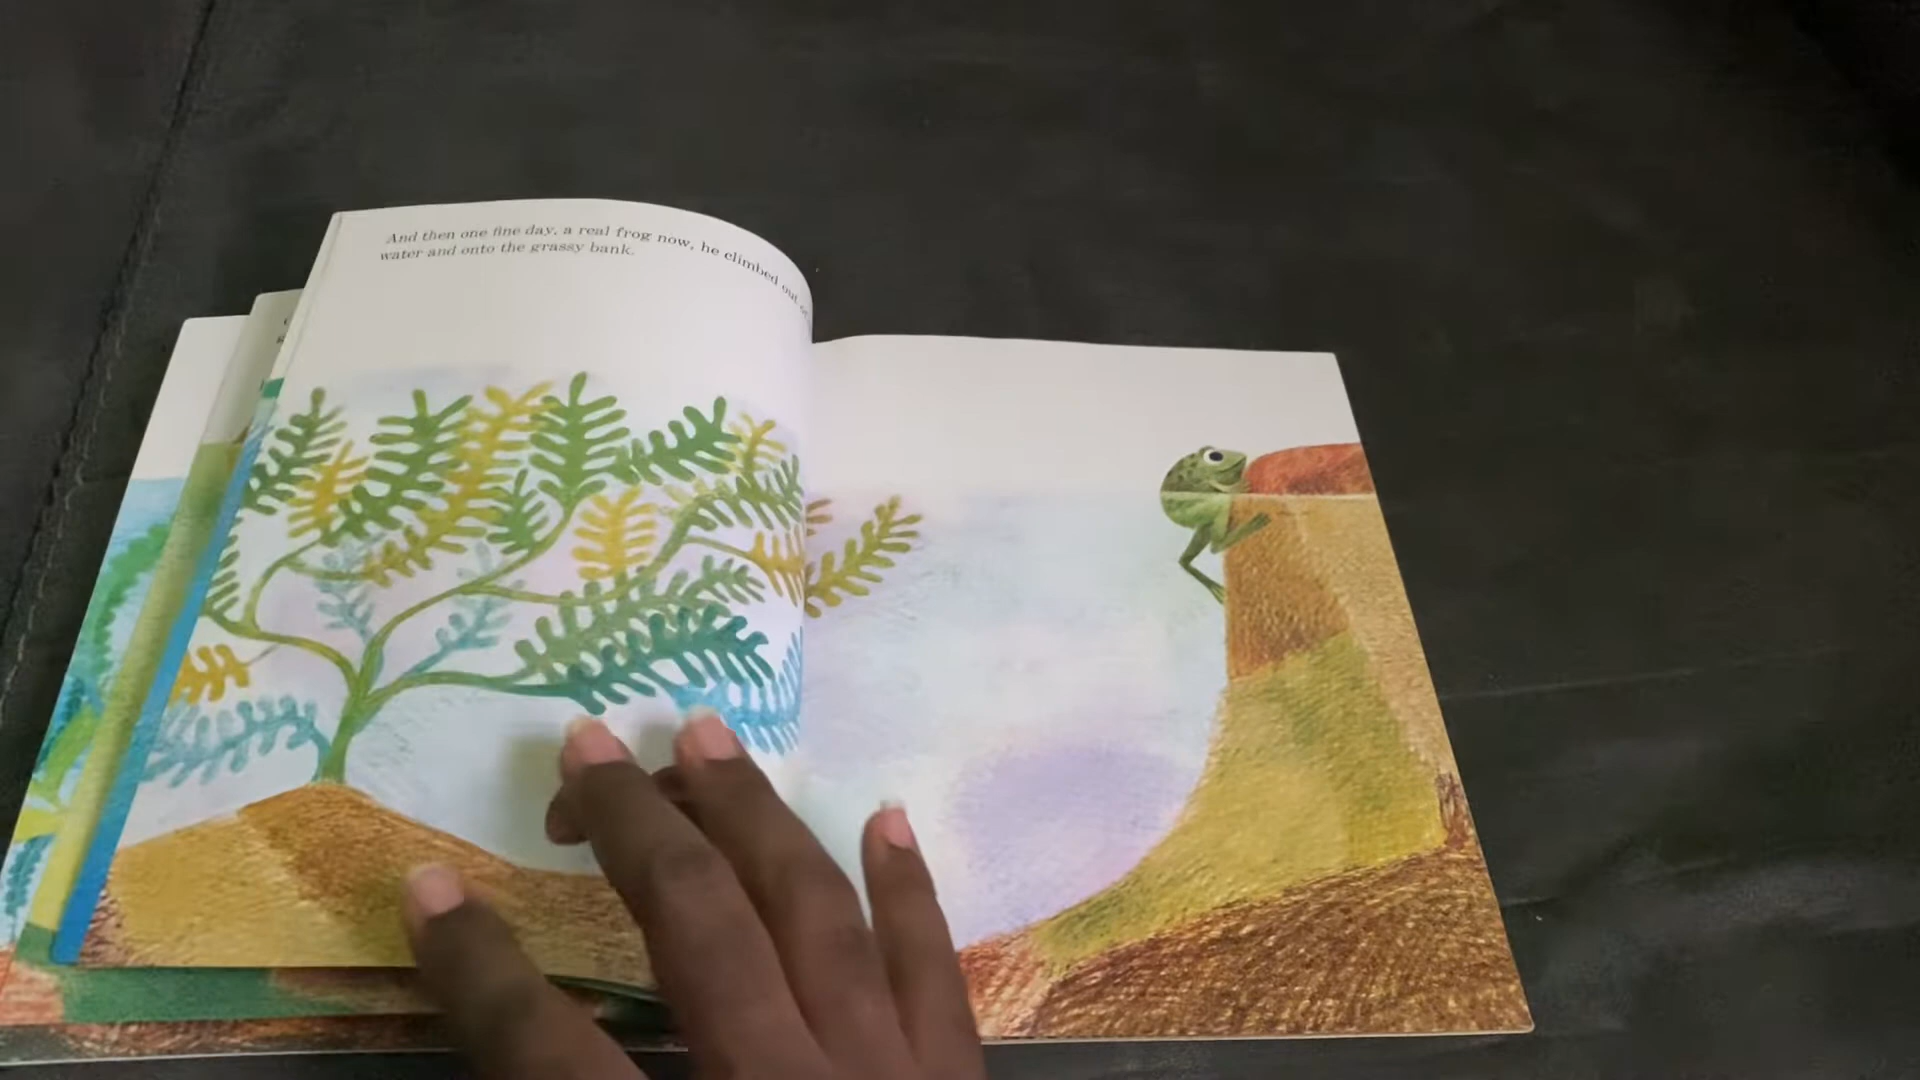 And then one fine day, a real frog now, he climbed out of
water and onto the grassy bank.